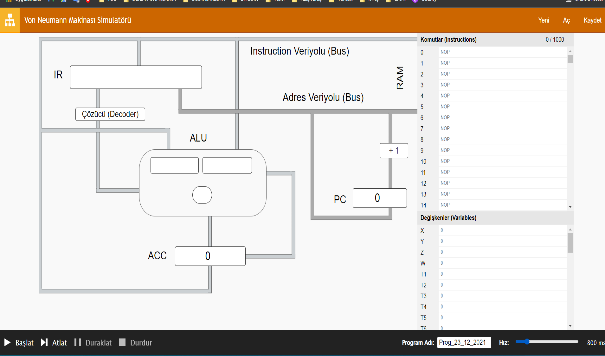 Von Neumann Makinası Simulatörü
Yeni
Aç
Kaydet
Instruction Veriyolu (Bus)
IR
RAM
Adres Veriyolu (Bus)
Çözücü (Decoder)
ALU
+ 1
PC
0
ACC
0
Komutlar (Instructions)
0 / 1000
0 NOP
1 NOP
2 NOP
3 NOP
4 NOP
5 NOP
6 NOP
7 NOP
8 NOP
9 NOP
10 NOP
11 NOP
12 NOP
13 NOP
14 NOP
Değişkenler (Variables)
X 0
Y 0
Z 0
W 0
T1 0
T2 0
T3 0
T4 0
T5 0
T6 0
Başlat
Atlat
Duraklat
Durdur
Program Adı:
Prog_23_12_2021
Hız:
800 ms